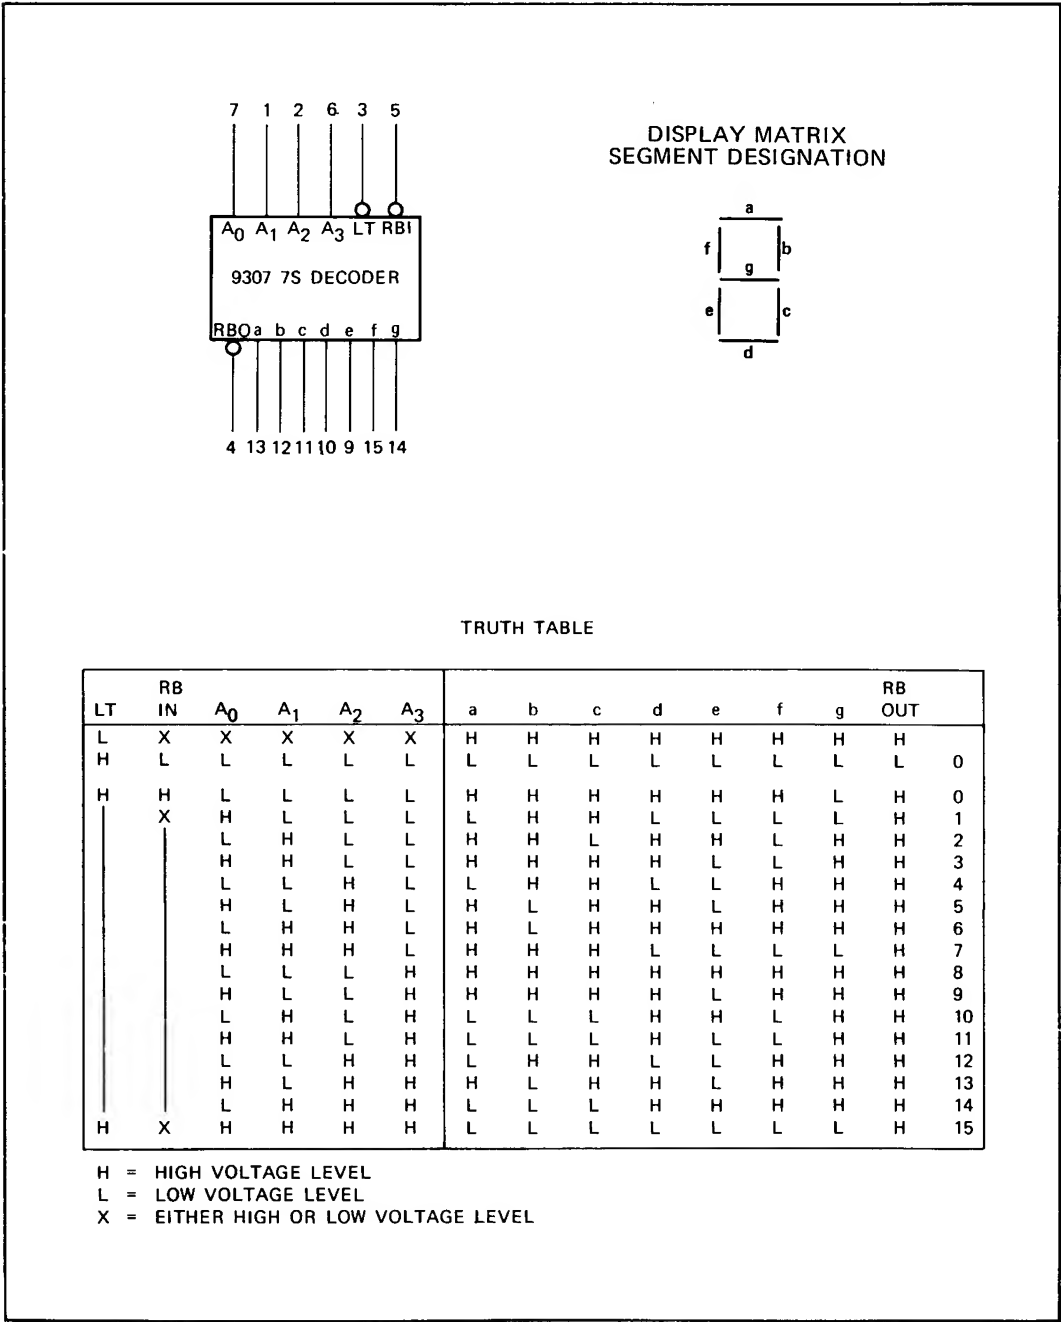 7 1 2 6 3 5
A0 A1 A2 A3 LT RBI
9307 7S DECODER
RBO a b c d e f g
4 13 12 11 10 9 15 14
DISPLAY MATRIX
SEGMENT DESIGNATION
a
f b
g
e c
d
TRUTH TABLE
RB RB
LT IN A0 A1 A2 A3 a b c d e f g OUT
L X X X X X H H H H H H H H
H L L L L L L L L L L L L L 0
H H L L L L H H H H H H L H 0
X H L L L L H H L L L L H 1
L H L L H H L H H L H H 2
H H L L H H H H L L H H 3
L L H L L H H L L H H H 4
H L H L H L H H L H H H 5
L H H L H L H H H H H H 6
H H H L H H H L L L L H 7
L L L H H H H H H H H H 8
H L L H H H H H L H H H 9
L H L H L L L H H L H H 10
H H L H L L L H L L H H 11
L L H H L H H L L H H H 12
H L H H H L H H L H H H 13
L H H H L L L H H H H H 14
H X H H H H L L L L L L L H 15
H = HIGH VOLTAGE LEVEL
L = LOW VOLTAGE LEVEL
X = EITHER HIGH OR LOW VOLTAGE LEVEL